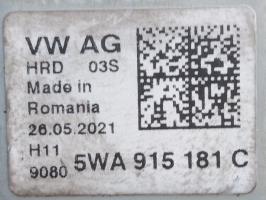 VW AG
HRD 03S
Made in
Romania
26.05.2021
H11
9080 5WA 915 181 C